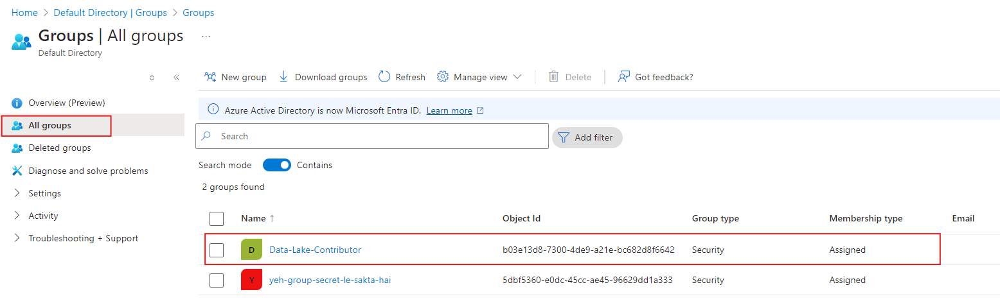 Home > Default Directory | Groups > Groups
Groups | All groups ...
Default Directory
New group Download groups Refresh Manage view Delete Got feedback?
Overview (Preview)
All groups
Deleted groups
Diagnose and solve problems
Settings
Activity
Troubleshooting + Support
Azure Active Directory is now Microsoft Entra ID. Learn more
Search Add filter
Search mode Contains
2 groups found
Name ↑ Object Id Group type Membership type Email
D Data-Lake-Contributor b03e13d8-7300-4de9-a21e-bc682d8f6642 Security Assigned
Y yeh-group-secret-le-sakta-hai 5dbf5360-e0dc-45cc-ae45-96629dd1a333 Security Assigned